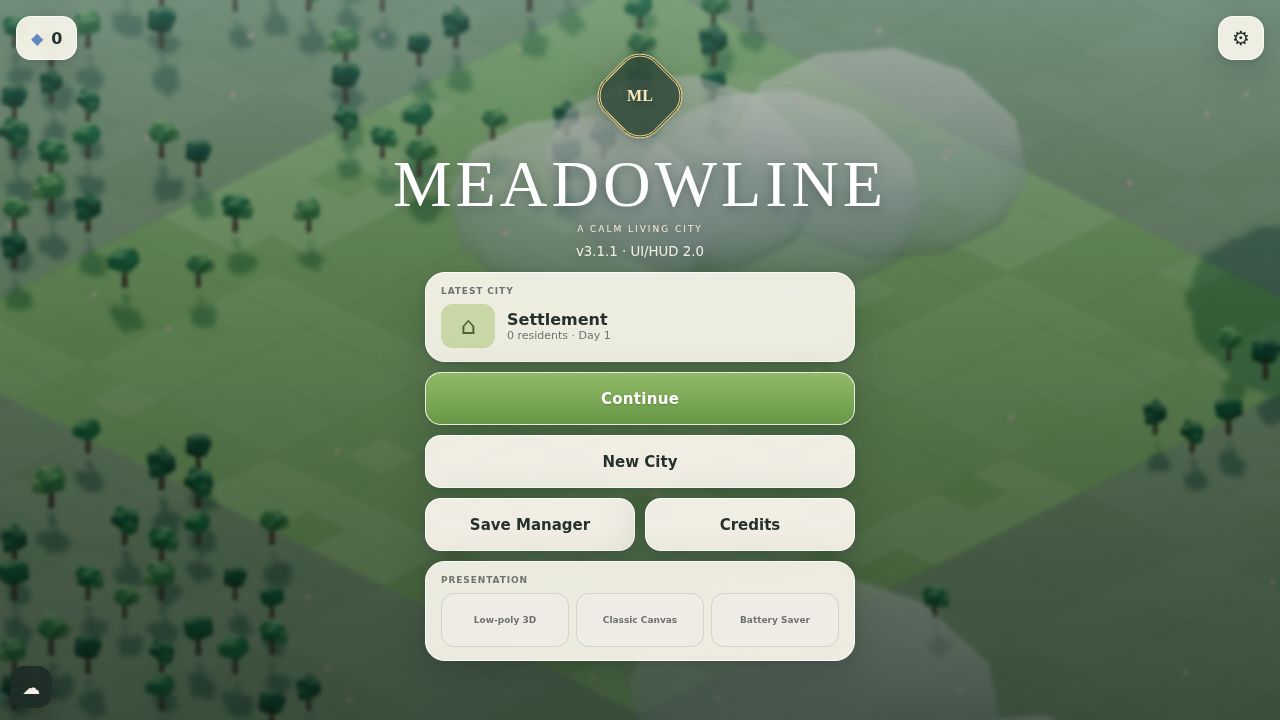 0
ML
MEADOWLINE
A CALM LIVING CITY
v3.1.1 · UI/HUD 2.0
LATEST CITY
Settlement
0 residents · Day 1
Continue
New City
Save Manager
Credits
PRESENTATION
Low-poly 3D
Classic Canvas
Battery Saver